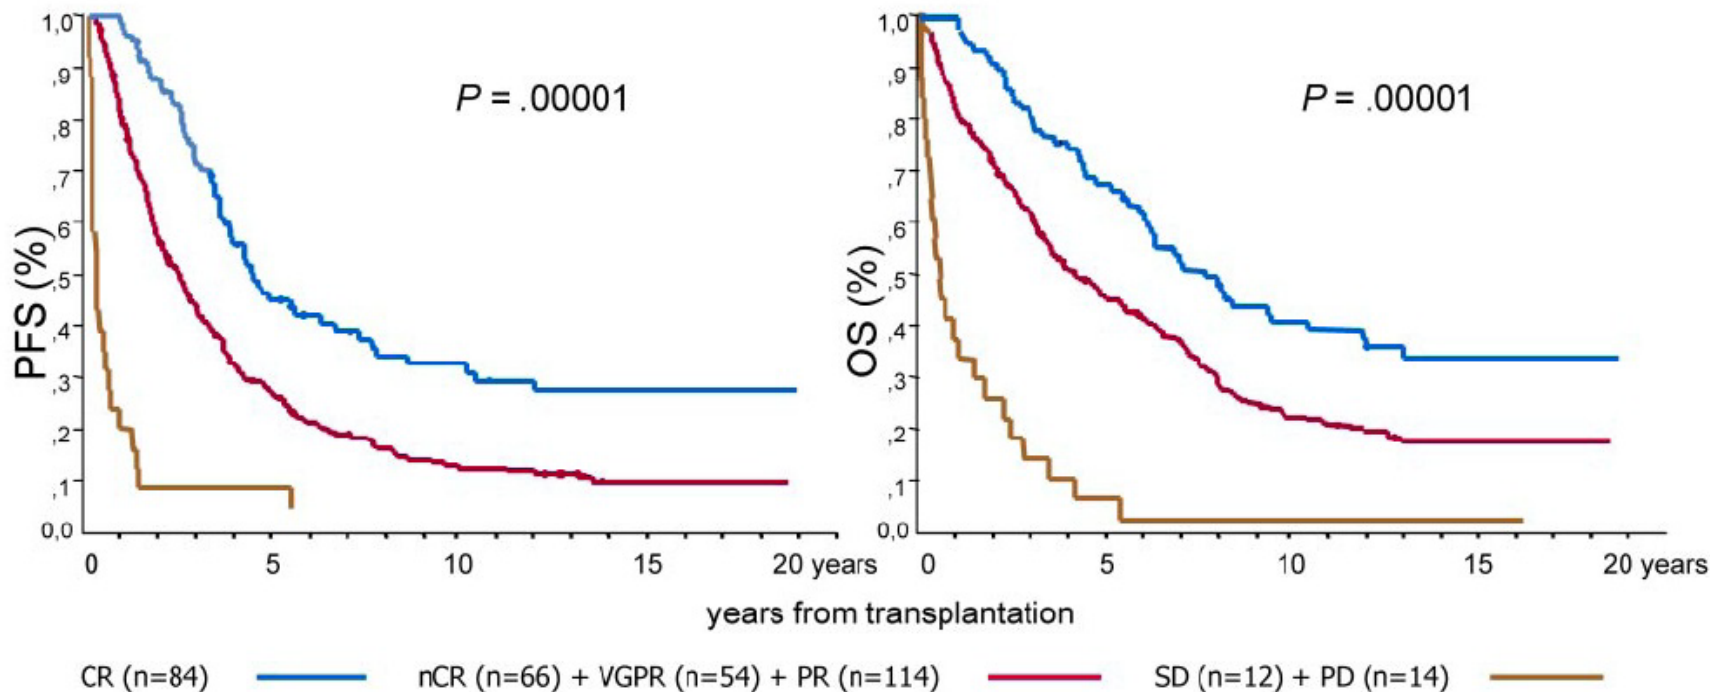 1,0
,9
,8
,7
,6
,5
,4
,3
,2
,1
0,0
PFS (%)
P = .00001
0 5 10 15 20 years
1,0
,9
,8
,7
,6
,5
,4
,3
,2
,1
0,0
OS (%)
P = .00001
0 5 10 15 20 years
years from transplantation
CR (n=84) nCR (n=66) + VGPR (n=54) + PR (n=114) SD (n=12) + PD (n=14)